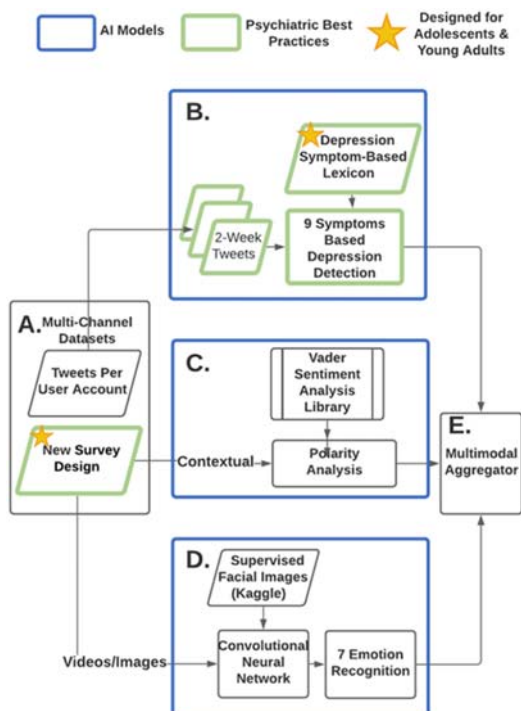 AI Models
Psychiatric Best
Practices
Designed for
Adolescents &
Young Adults
B.
Depression
Symptom-Based
Lexicon
2-Week
Tweets
9 Symptoms
Based
Depression
Detection
A.
Multi-Channel
Datasets
Tweets Per
User Account
New Survey
Design
C.
Vader
Sentiment
Analysis
Library
Contextual
Polarity
Analysis
E.
Multimodal
Aggregator
D.
Supervised
Facial Images
(Kaggle)
Videos/Images
Convolutional
Neural
Network
7 Emotion
Recognition